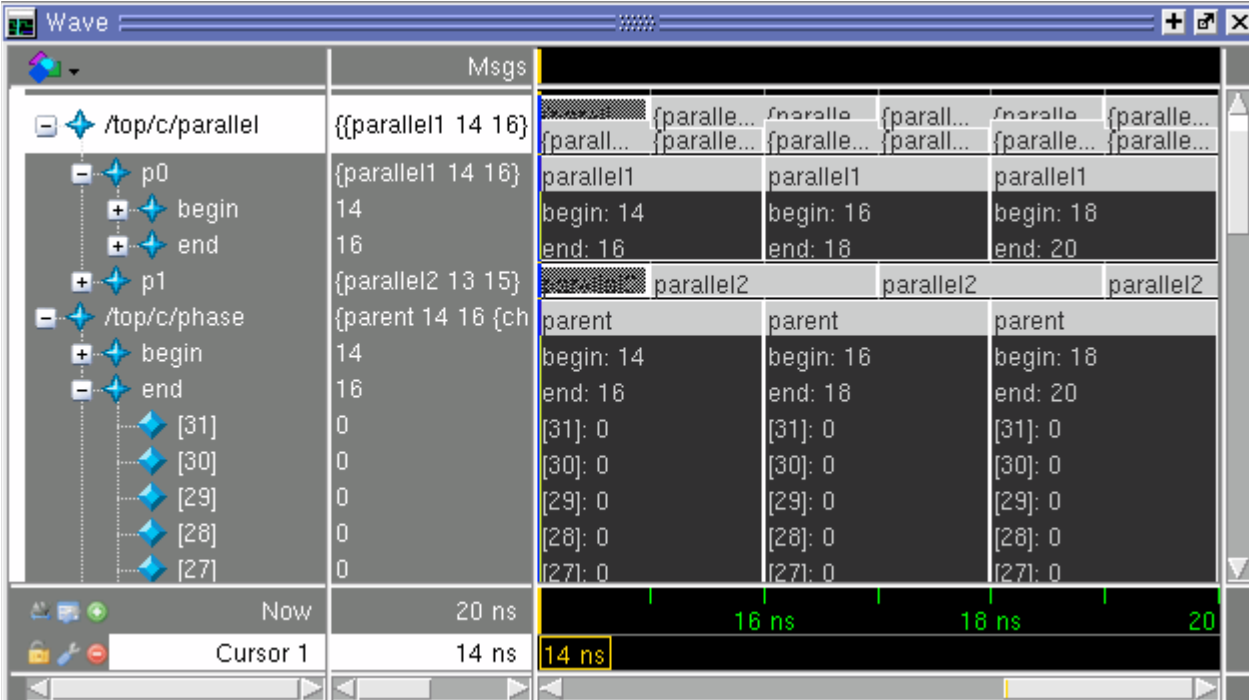 Wave
Msgs
/top/c/parallel {{parallel1 14 16} {paralle... {paralle {parall... {paralle {paralle...
{parall... {paralle... {paralle... {parall... {paralle... {paralle...
p0 {parallel1 14 16} parallel1 parallel1 parallel1
begin 14 begin: 14 begin: 16 begin: 18
end 16 end: 16 end: 18 end: 20
p1 {parallel2 13 15} parallel2 parallel2 parallel2
/top/c/phase {parent 14 16 {ch parent parent parent
begin 14 begin: 14 begin: 16 begin: 18
end 16 end: 16 end: 18 end: 20
[31] 0 [31]: 0 [31]: 0 [31]: 0
[30] 0 [30]: 0 [30]: 0 [30]: 0
[29] 0 [29]: 0 [29]: 0 [29]: 0
[28] 0 [28]: 0 [28]: 0 [28]: 0
[27] 0 [27]: 0 [27]: 0 [27]: 0
Now 20 ns 16 ns 18 ns 20
Cursor 1 14 ns 14 ns